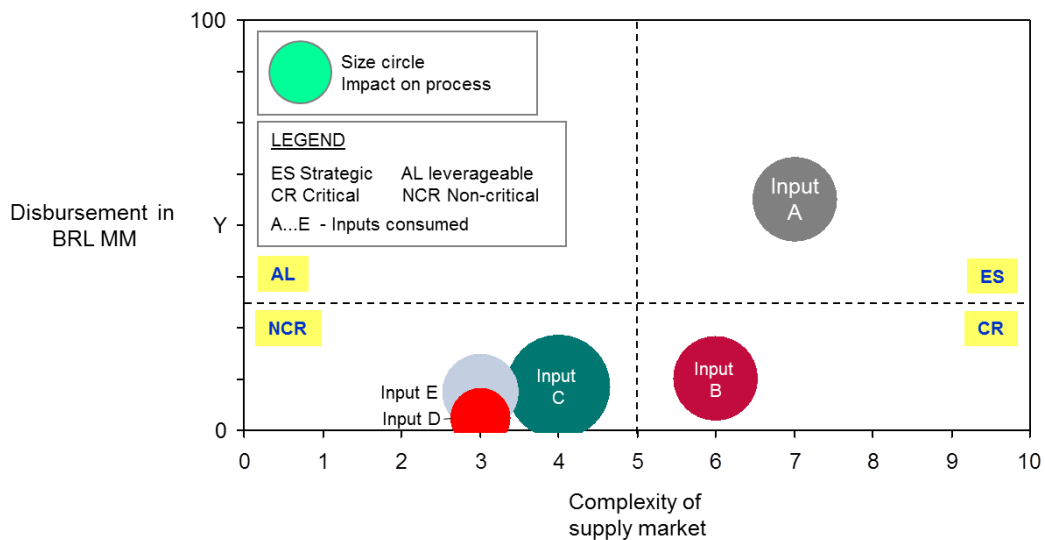 100
Size circle
Impact on process
LEGEND
ES Strategic AL leverageable
CR Critical NCR Non-critical
A...E - Inputs consumed
Input
A
Disbursement in
BRL MM
Y
AL
ES
NCR
CR
Input E
Input
C
Input
B
Input D
0
0 1 2 3 4 5 6 7 8 9 10
Complexity of
supply market